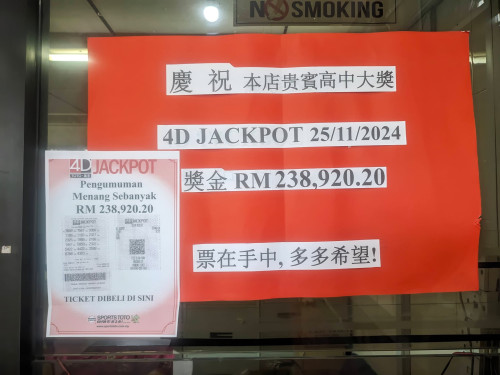 NO SMOKING
慶 祝 本店贵賓高中大獎
4D JACKPOT 25/11/2024
獎金 RM 238,920.20
票在手中, 多多希望!
4D JACKPOT
Pengumuman
Menang Sebanyak
RM 238,920.20
TICKET DIBELI DI SINI
SPORTS TOTO